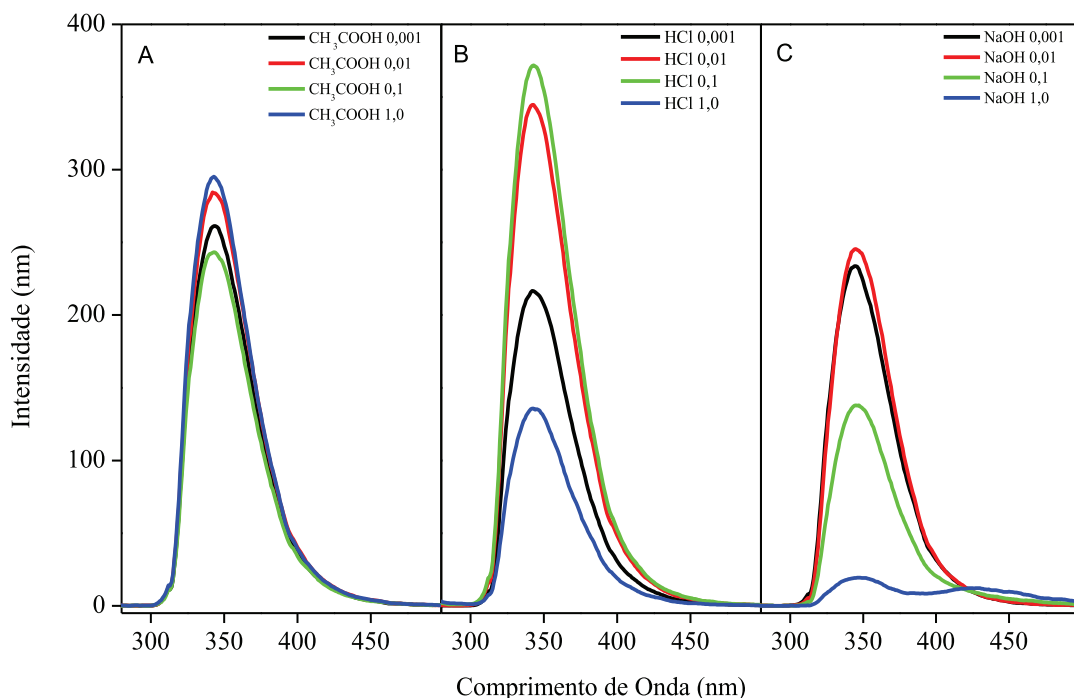 400
300
200
100
0
Intensidade (nm)
A
CH₃COOH 0,001
CH₃COOH 0,01
CH₃COOH 0,1
CH₃COOH 1,0
B
HCl 0,001
HCl 0,01
HCl 0,1
HCl 1,0
C
NaOH 0,001
NaOH 0,01
NaOH 0,1
NaOH 1,0
300 350 400 450 300 350 400 450 300 350 400 450
Comprimento de Onda (nm)